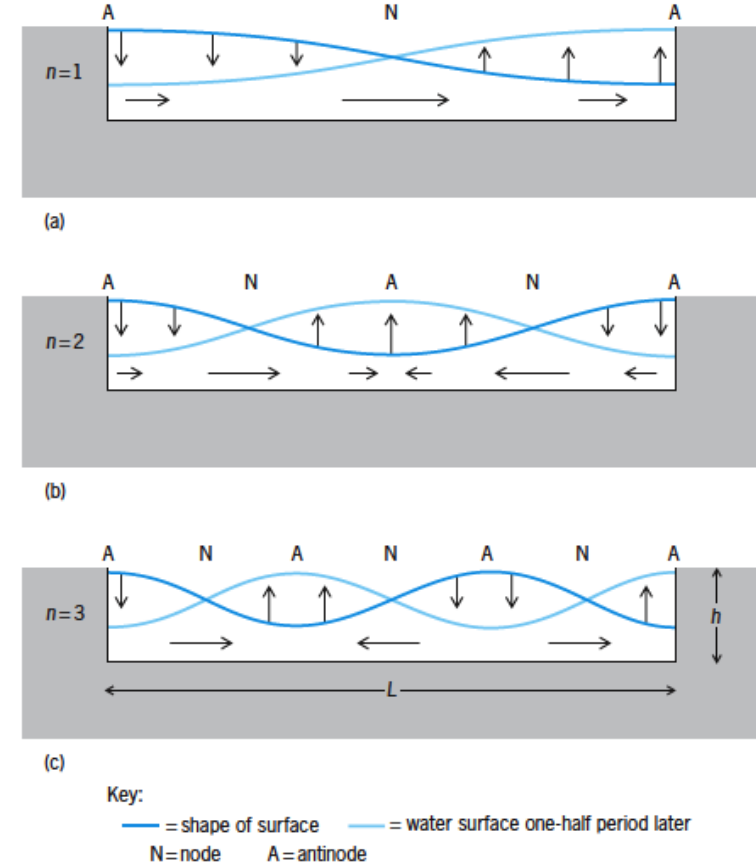 A N A
n=1
(a)
A N A N A
n=2
(b)
A N A N A N A
n=3
h
L
(c)
Key:
= shape of surface = water surface one-half period later
N=node A=antinode